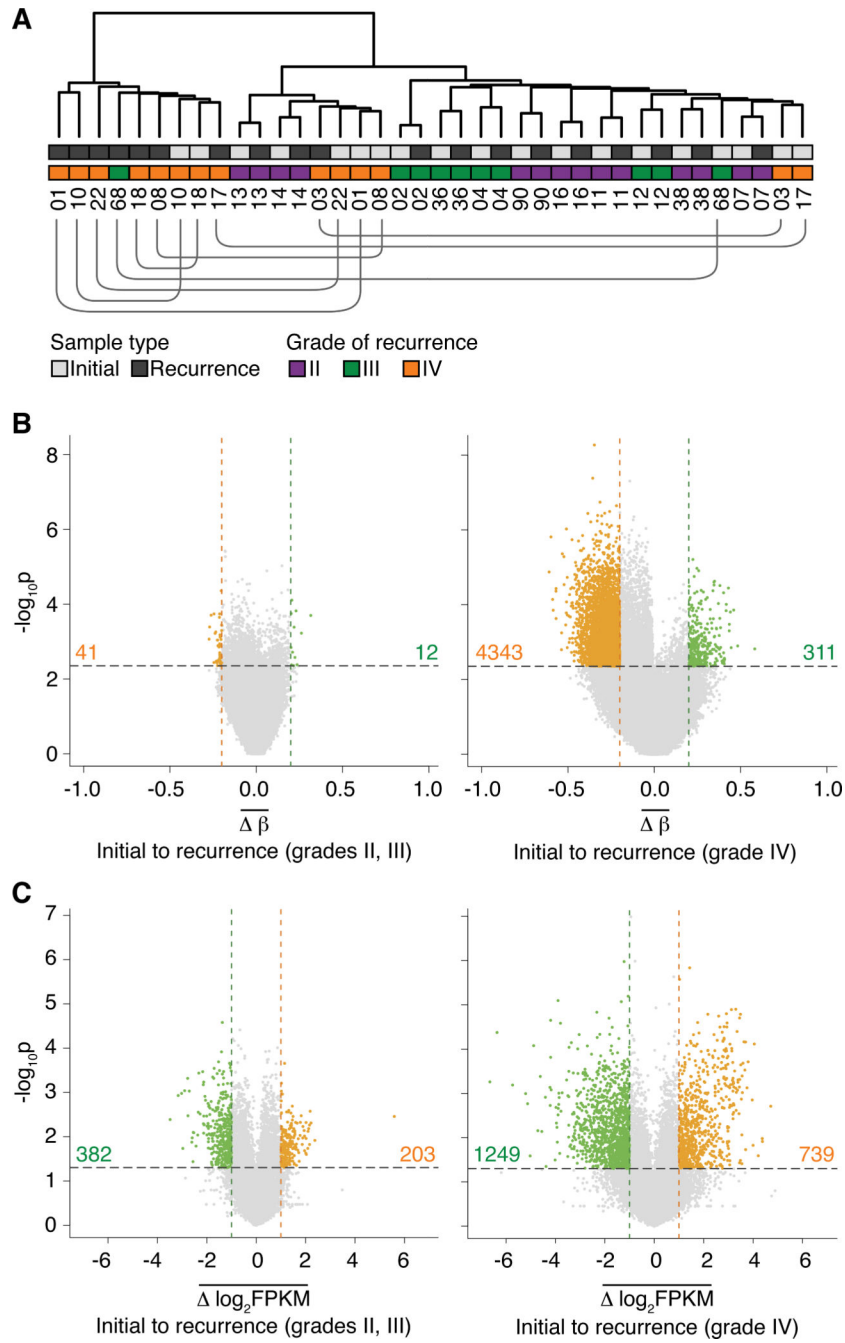 A
01 10 22 68 18 08 10 18 17 13 13 14 14 03 22 01 08 02 02 36 36 04 04 90 90 16 16 11 11 12 12 38 38 68 07 07 03 17
Sample type Grade of recurrence
Initial Recurrence II III IV
B
8
6
4
2
0
-log₁₀p
41 12
4343 311
-1.0 -0.5 0.0 0.5 1.0
-1.0 -0.5 0.0 0.5 1.0
Δ β
Δ β
Initial to recurrence (grades II, III)
Initial to recurrence (grade IV)
C
7
6
5
4
3
2
1
0
-log₁₀p
382 203
1249 739
-6 -4 -2 0 2 4 6
-6 -4 -2 0 2 4 6
Δ log₂FPKM
Δ log₂FPKM
Initial to recurrence (grades II, III)
Initial to recurrence (grade IV)